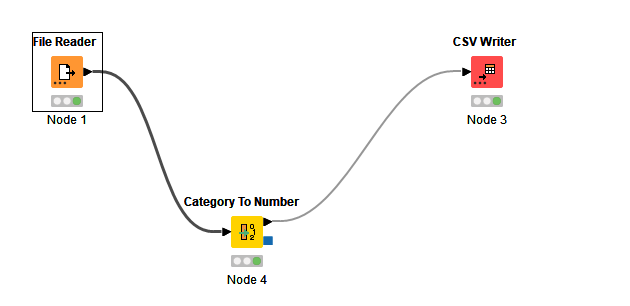 File Reader
Node 1
CSV Writer
Node 3
Category To Number
Node 4